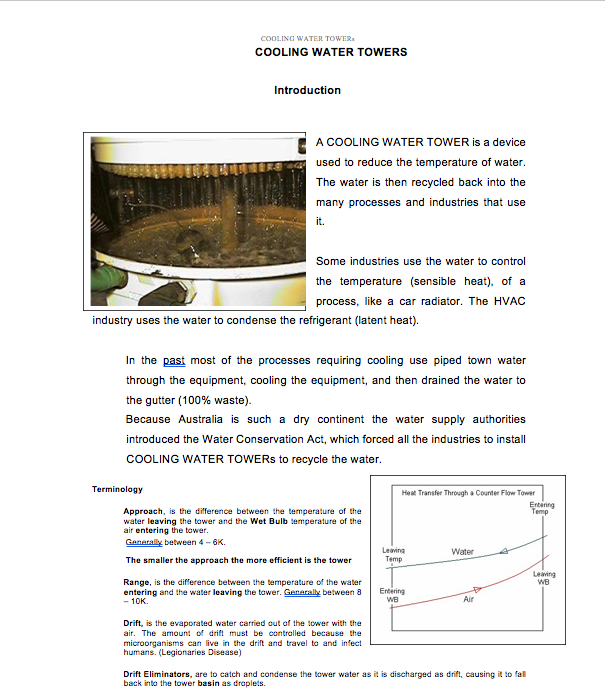 COOLING WATER TOWERs
COOLING WATER TOWERS
Introduction
A COOLING WATER TOWER is a device
used to reduce the temperature of water.
The water is then recycled back into the
many processes and industries that use
it.
Some industries use the water to control
the temperature (sensible heat), of a
process, like a car radiator. The HVAC
industry uses the water to condense the refrigerant (latent heat).
In the past most of the processes requiring cooling use piped town water
through the equipment, cooling the equipment, and then drained the water to
the gutter (100% waste).
Because Australia is such a dry continent the water supply authorities
introduced the Water Conservation Act, which forced all the industries to install
COOLING WATER TOWERs to recycle the water.
Terminology
Approach, is the difference between the temperature of the
water leaving the tower and the Wet Bulb temperature of the
air entering the tower.
Generally between 4 – 6K.
The smaller the approach the more efficient is the tower
Range, is the difference between the temperature of the water
entering and the water leaving the tower. Generally between 8
– 10K.
Drift, is the evaporated water carried out of the tower with the
air. The amount of drift must be controlled because the
microorganisms can live in the drift and travel to and infect
humans. (Legionaries Disease)
Heat Transfer Through a Counter Flow Tower
Entering
Temp
Leaving
Temp
Water
Leaving
WB
Entering
WB
Air
Drift Eliminators, are to catch and condense the tower water as it is discharged as drift, causing it to fall
back into the tower basin as droplets.